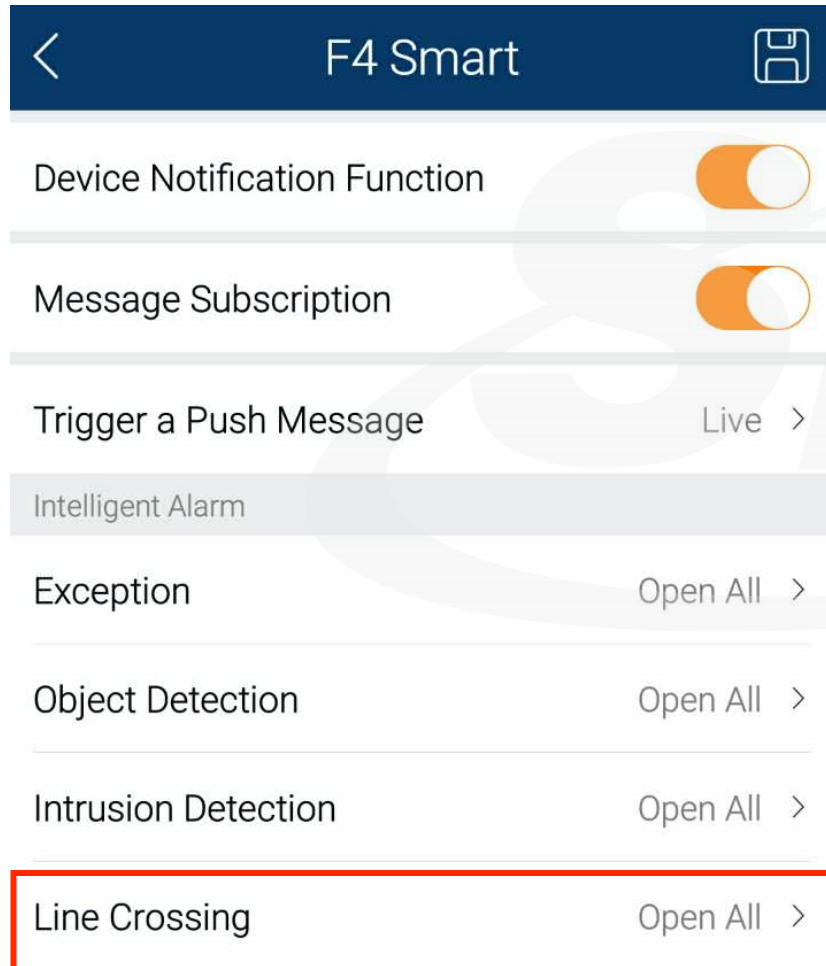 F4 Smart
Device Notification Function
Message Subscription
Trigger a Push Message Live >
Intelligent Alarm
Exception Open All >
Object Detection Open All >
Intrusion Detection Open All >
Line Crossing Open All >